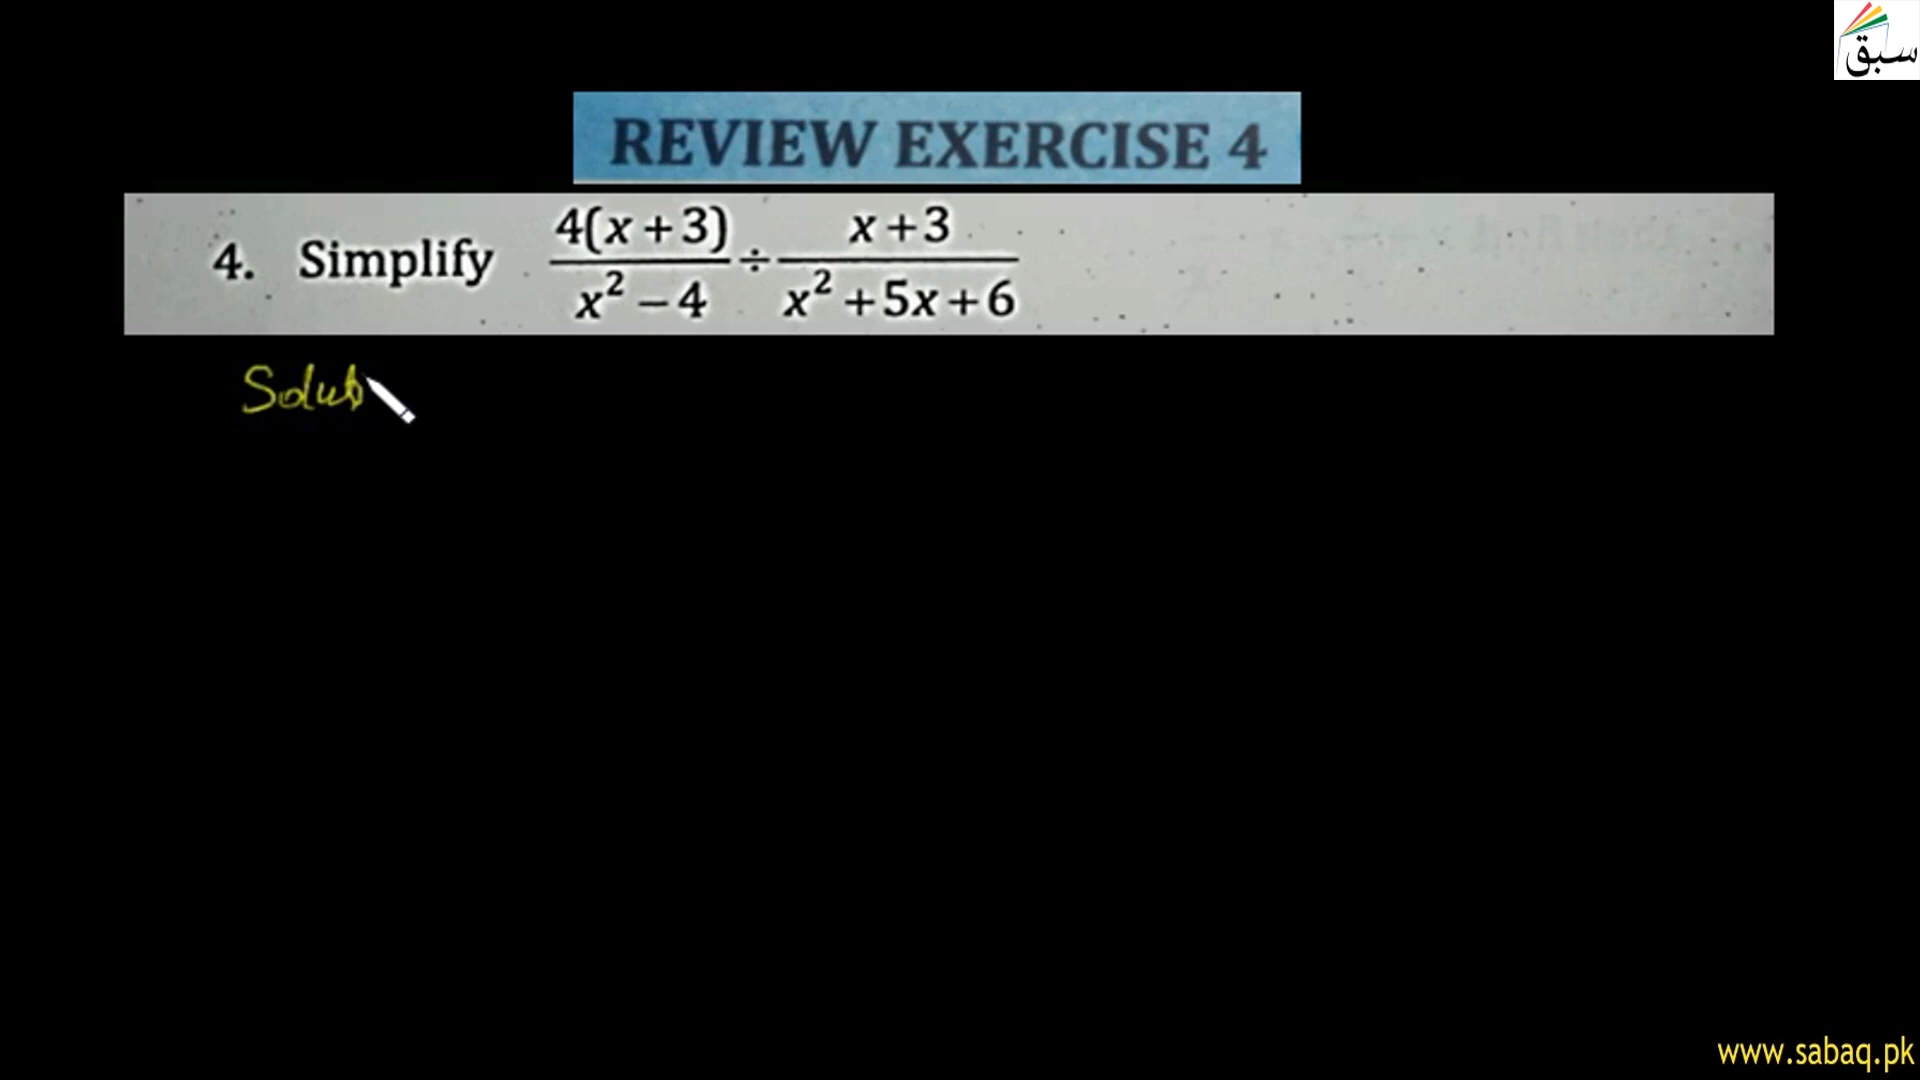 سبق
REVIEW EXERCISE 4
4. Simplify 4(x+3)/(x²−4) ÷ (x+3)/(x²+5x+6)
Solut
www.sabaq.pk